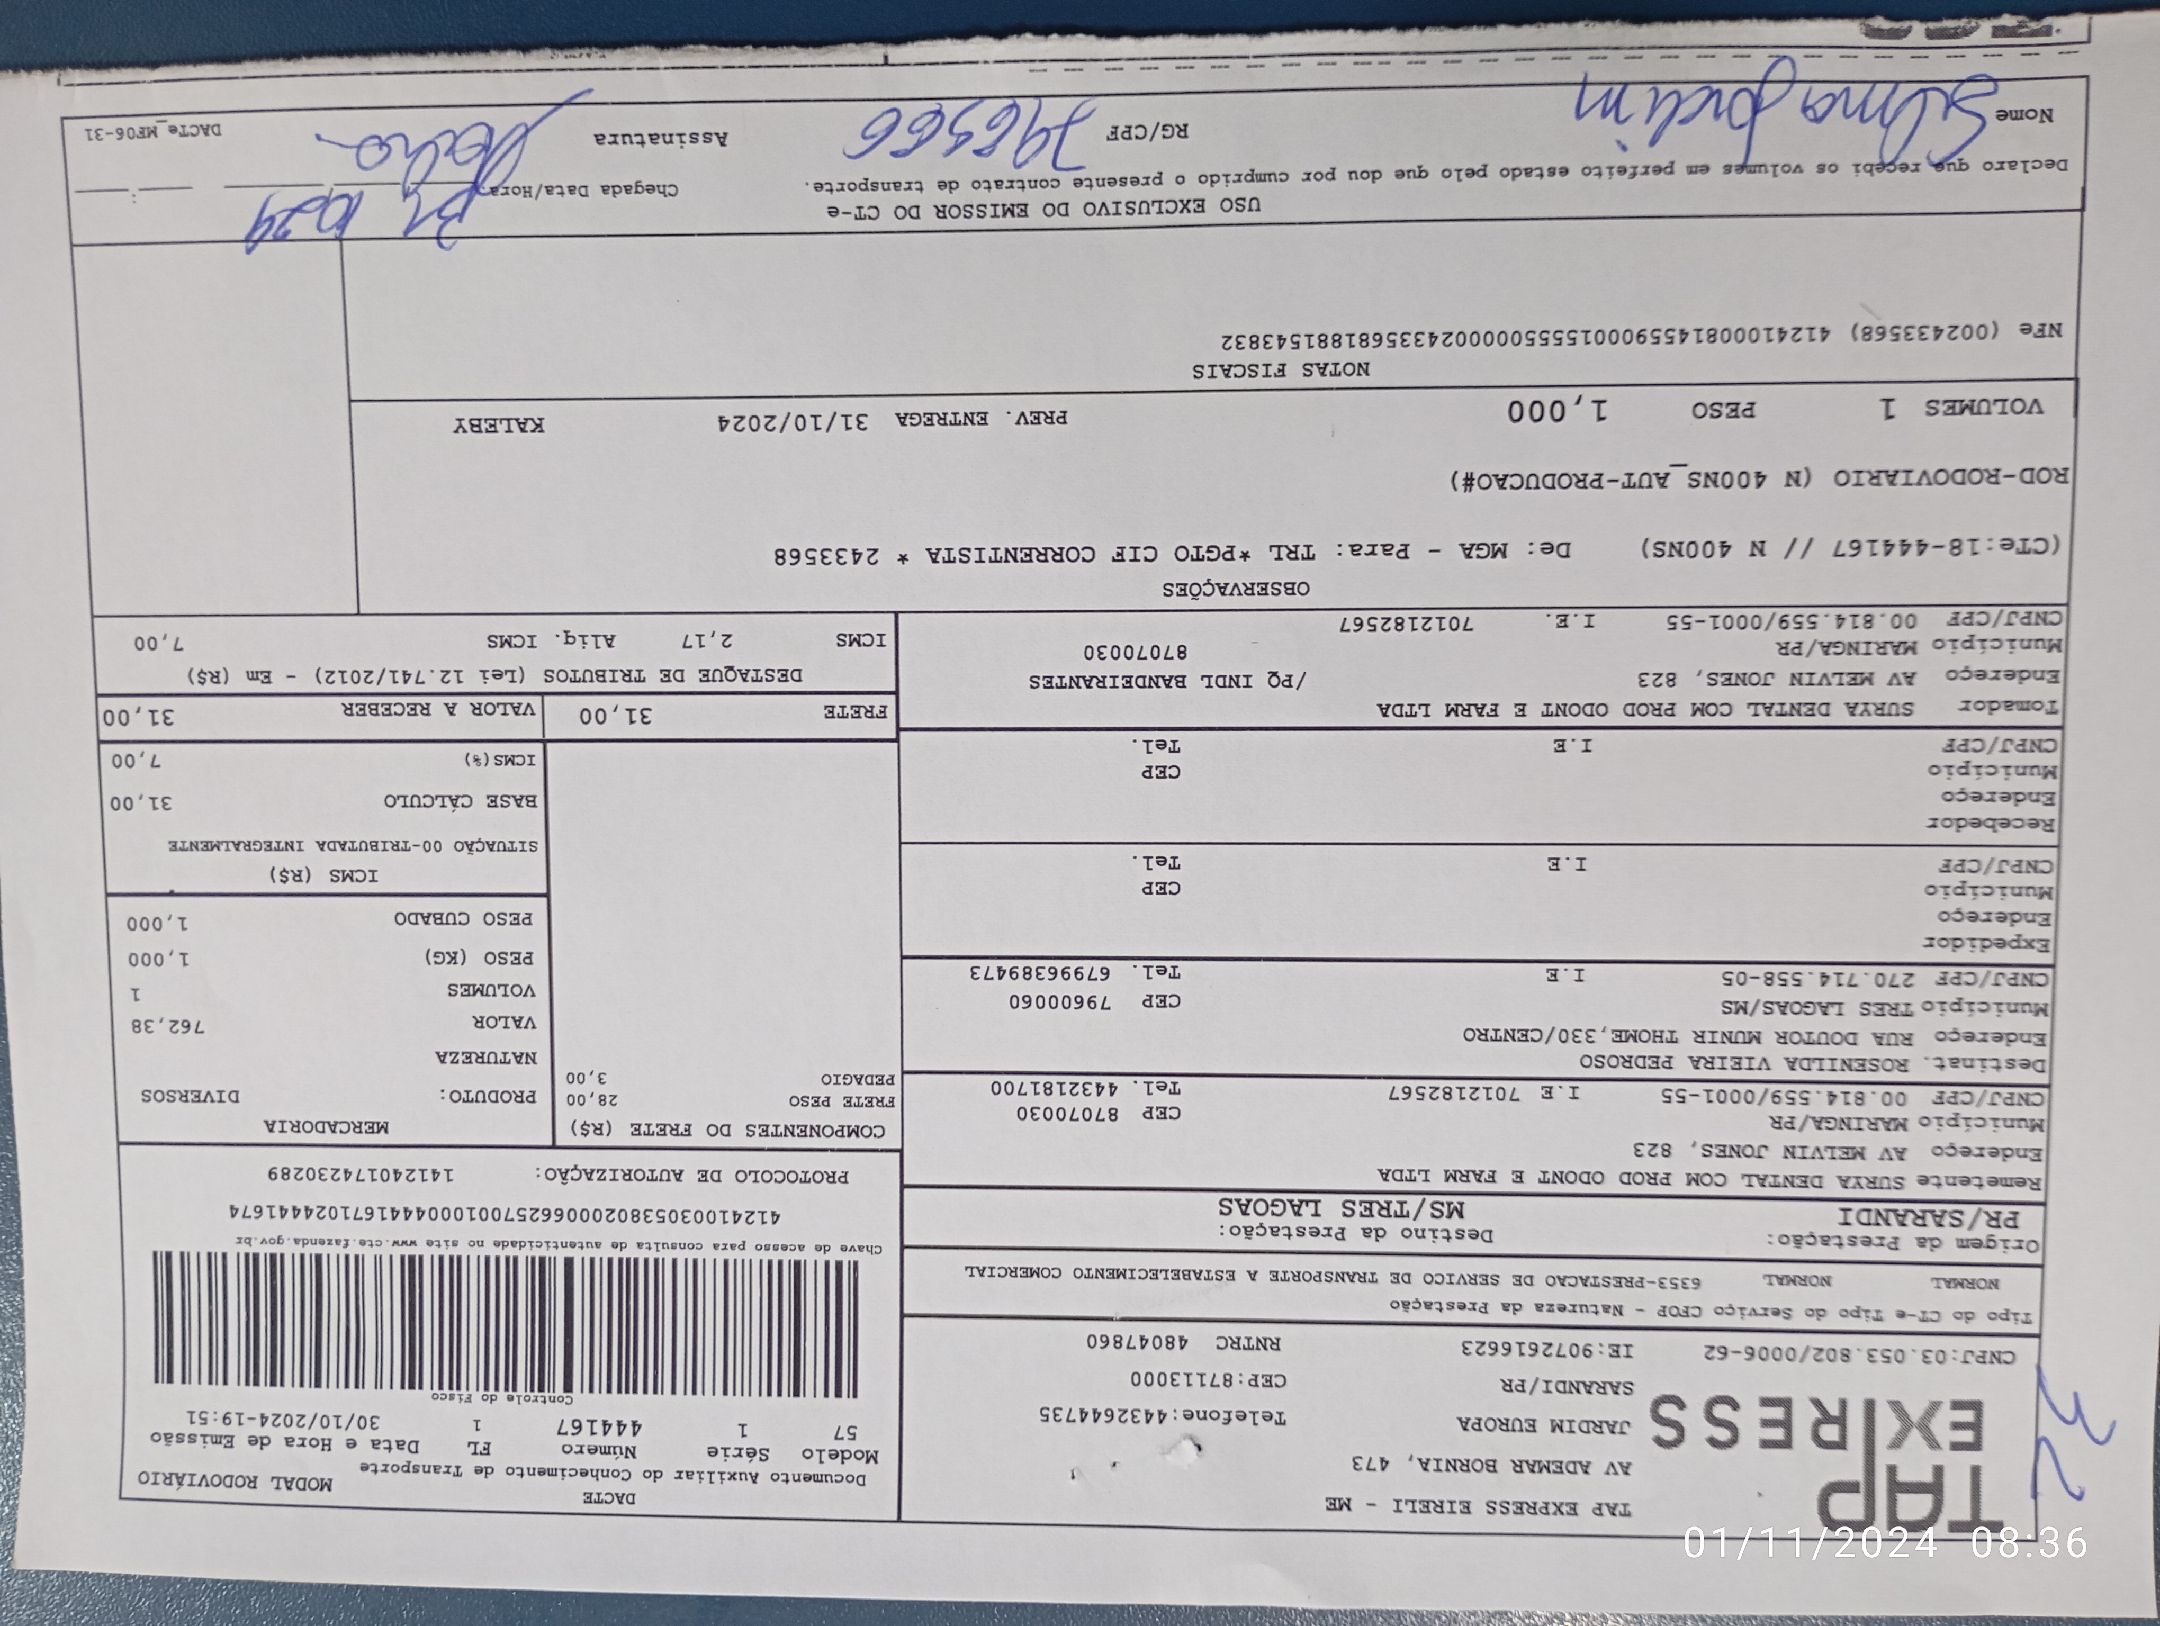 TAP
EXPRESS
TAP EXPRESS EIRELI - ME
AV ADEMAR BORNIA, 473
JARDIM EUROPA
Telefone:4432644735
SARANDI/PR
CEP:87113000
CNPJ:03.053.802/0006-62 IE:9072616623 RNTRC 48047860
Tipo do CT-e Tipo do Serviço CFOP - Natureza da Prestação
NORMAL NORMAL 6353-PRESTACAO DE SERVICO DE TRANSPORTE A ESTABELECIMENTO COMERCIAL
Origem da Prestação: Destino da Prestação:
PR/SARANDI MS/TRES LAGOAS
DACTE
Documento Auxiliar do Conhecimento de Transporte
MODAL RODOVIÁRIO
Modelo Série Número FL Data e Hora de Emissão
57 1 444167 1 30/10/2024-19:51
Controle do Fisco
Chave de acesso para consulta de autenticidade no site www.cte.fazenda.gov.br
41241003053802000662570010004441671024441674
PROTOCOLO DE AUTORIZAÇÃO: 141240174230289
Remetente SURYA DENTAL COM PROD ODONT E FARM LTDA
Endereço AV MELVIN JONES, 823
Município MARINGA/PR CEP 87070030
CNPJ/CPF 00.814.559/0001-55 I.E 7012182567 Tel. 4432181700
Destinat. ROSENILDA VIEIRA PEDROSO
Endereço RUA DOUTOR MUNIR THOME,330/CENTRO
Município TRES LAGOAS/MS CEP 79600060
CNPJ/CPF 270.714.558-05 I.E Tel. 67996389473
Expedidor
Endereço
Município CEP
CNPJ/CPF I.E Tel.
Recebedor
Endereço
Município CEP
CNPJ/CPF I.E Tel.
Tomador SURYA DENTAL COM PROD ODONT E FARM LTDA
Endereço AV MELVIN JONES, 823 /PQ INDL BANDEIRANTES
Município MARINGA/PR 87070030
CNPJ/CPF 00.814.559/0001-55 I.E. 7012182567
COMPONENTES DO FRETE (R$)
FRETE PESO 28,00
PEDAGIO 3,00
MERCADORIA
PRODUTO: DIVERSOS
NATUREZA
VALOR 762,38
VOLUMES 1
PESO (KG) 1,000
PESO CUBADO 1,000
ICMS (R$)
SITUAÇÃO 00-TRIBUTADA INTEGRALMENTE
BASE CÁLCULO 31,00
ICMS(%) 7,00
FRETE 31,00 VALOR A RECEBER 31,00
DESTAQUE DE TRIBUTOS (Lei 12.741/2012) - Em (R$)
ICMS 2,17 Aliq. ICMS 7,00
OBSERVAÇÕES
(CTe:18-444167 // N 400NS) De: MGA - Para: TRL *PGTO CIF CORRENTISTA * 2433568
ROD-RODOVIARIO (N 400NS_AUT-PRODUCAO#)
VOLUMES 1 PESO 1,000 PREV. ENTREGA 31/10/2024 KALEBY
NOTAS FISCAIS
NFe (002433568) 41241000814559000155550000024335681881543832
USO EXCLUSIVO DO EMISSOR DO CT-e
Declaro que recebi os volumes em perfeito estado pelo que dou por cumprido o presente contrato de transporte.
Chegada Data/Hora: 31 10 24
Nome RG/CPF Assinatura
DACTe_MF06-31
01/11/2024 08:36